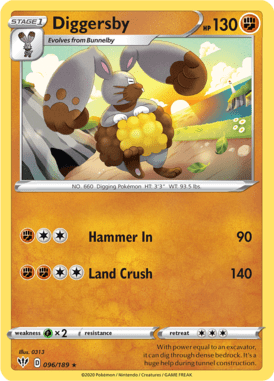 STAGE 1 Diggersby HP 130
Evolves from Bunnelby
NO. 660 Digging Pokémon HT: 3'3" WT: 93.5 lbs.
Hammer In 90
Land Crush 140
Illus. 0313
weakness ×2 resistance retreat
D 096/189 ★
With power equal to an excavator,
it can dig through dense bedrock. It's a
huge help during tunnel construction.
©2020 Pokémon / Nintendo / Creatures / GAME FREAK